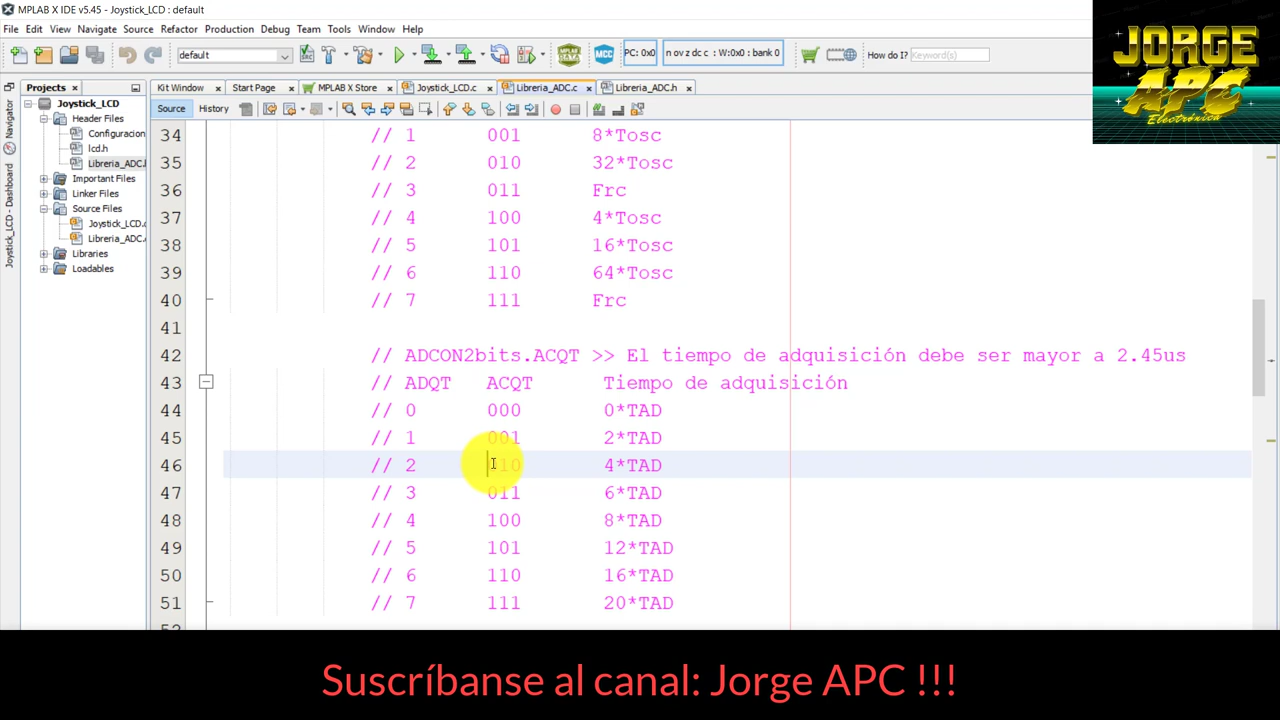 MPLAB X IDE v5.45 - Joystick_LCD : default
File Edit View Navigate Source Refactor Production Debug Team Tools Window Help
default
PC: 0x0
n ov z dc c : W:0x0 : bank 0
How do I? Keyword(s)
JORGE
APC
Electrónica
Projects
Kit Window
Start Page
MPLAB X Store
Joystick_LCD.c
Libreria_ADC.c
Libreria_ADC.h
Source History
Navigator
Joystick_LCD - Dashboard
Joystick_LCD
Header Files
Configuracion
lcd.h
Libreria_ADC.
Important Files
Linker Files
Source Files
Joystick_LCD.
Libreria_ADC.
Libraries
Loadables
34 // 1 001 8*Tosc
35 // 2 010 32*Tosc
36 // 3 011 Frc
37 // 4 100 4*Tosc
38 // 5 101 16*Tosc
39 // 6 110 64*Tosc
40 // 7 111 Frc
41
42 // ADCON2bits.ACQT >> El tiempo de adquisición debe ser mayor a 2.45us
43 // ADQT ACQT Tiempo de adquisición
44 // 0 000 0*TAD
45 // 1 001 2*TAD
46 // 2 010 4*TAD
47 // 3 011 6*TAD
48 // 4 100 8*TAD
49 // 5 101 12*TAD
50 // 6 110 16*TAD
51 // 7 111 20*TAD
Suscríbanse al canal: Jorge APC !!!